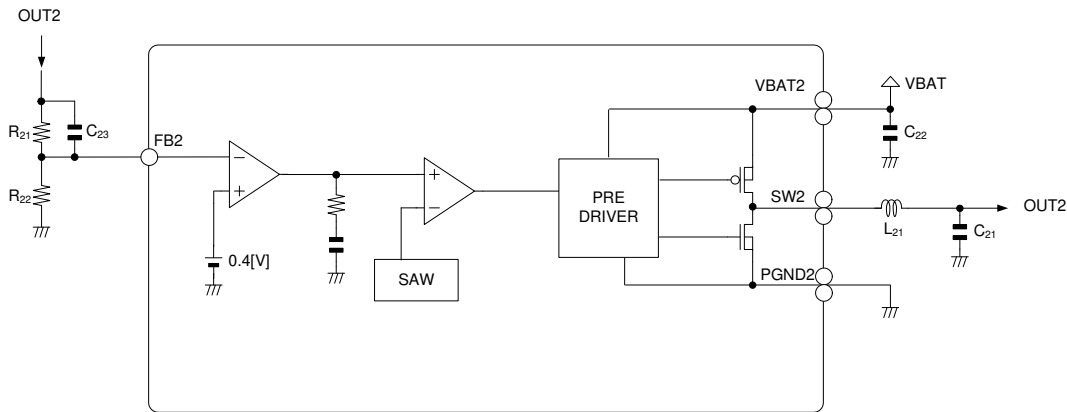 OUT2
VBAT2
VBAT
R21
C23
FB2
C22
R22
PRE
DRIVER
SW2
OUT2
L21
C21
0.4[V]
SAW
PGND2